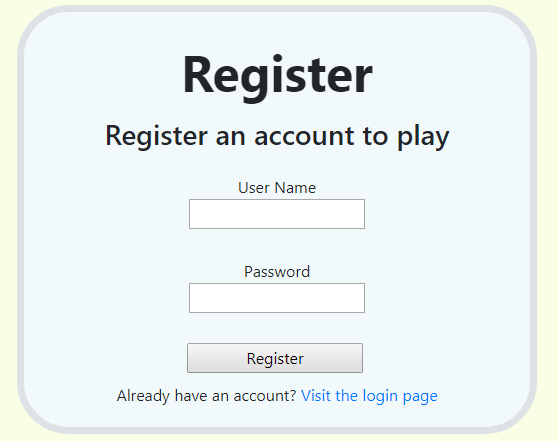 Register
Register an account to play
User Name
Password
Register
Already have an account? Visit the login page